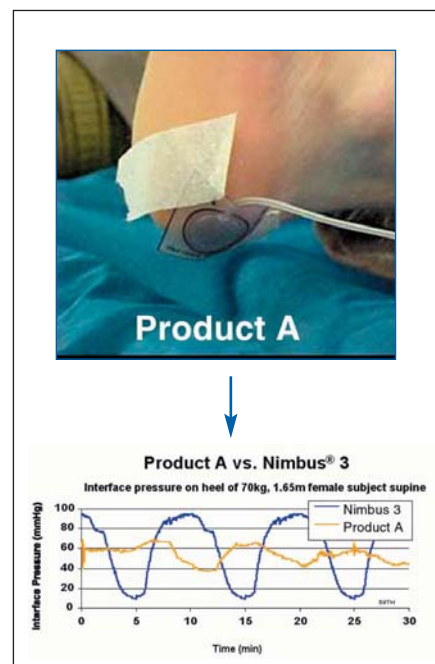 Product A
Product A vs. Nimbus® 3
Interface pressure on heel of 70kg, 1.65m female subject supine
Nimbus 3
Product A
Interface Pressure (mmHg)
100
80
60
40
20
0
0
5
10
15
20
25
30
Time (min)